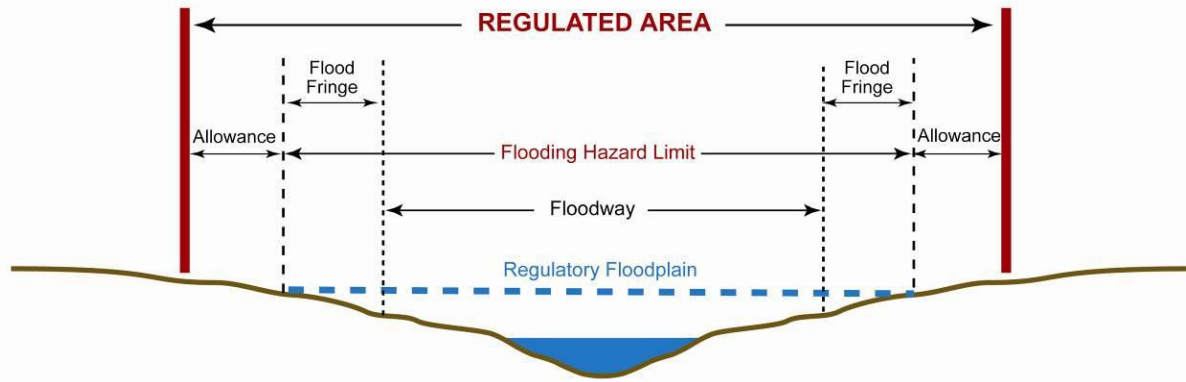 REGULATED AREA
Flood
Fringe
Flood
Fringe
Allowance
Flooding Hazard Limit
Allowance
Floodway
Regulatory Floodplain